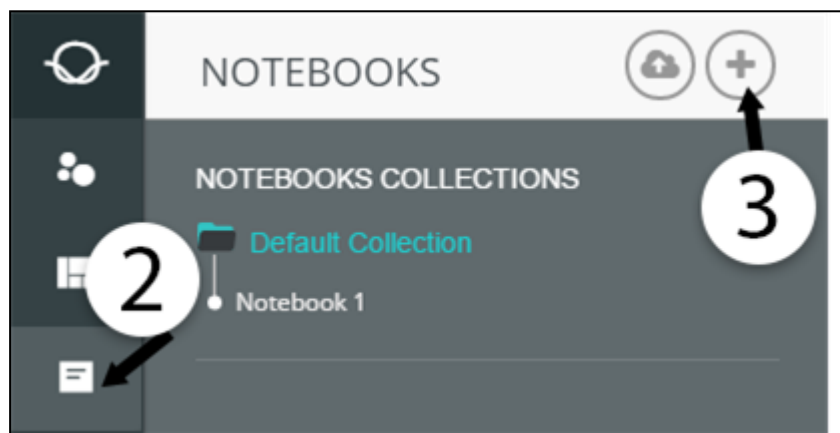 NOTEBOOKS
3
NOTEBOOKS COLLECTIONS
Default Collection
2
Notebook 1